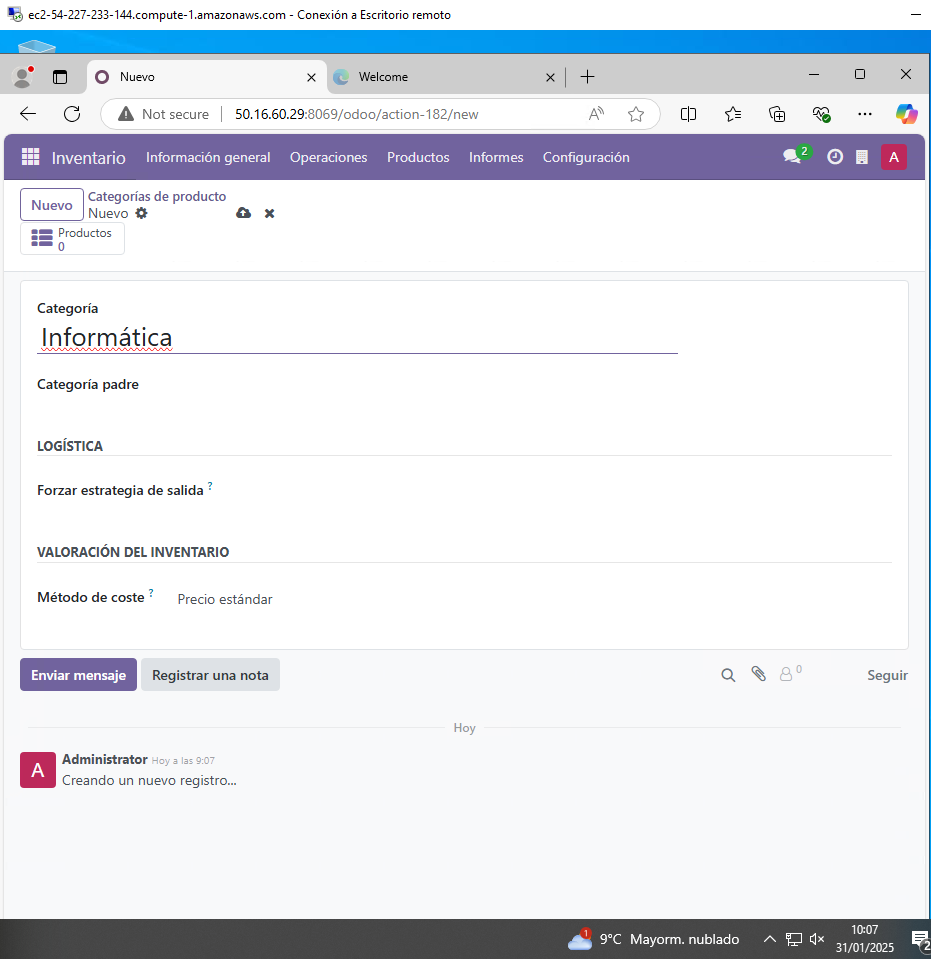 ec2-54-227-233-144.compute-1.amazonaws.com - Conexión a Escritorio remoto
Nuevo
Welcome
Not secure
50.16.60.29:8069/odoo/action-182/new
Inventario
Información general
Operaciones
Productos
Informes
Configuración
2
A
Nuevo
Categorías de producto
Nuevo
Productos
0
Categoría
Informática
Categoría padre
LOGÍSTICA
Forzar estrategia de salida ?
VALORACIÓN DEL INVENTARIO
Método de coste ?
Precio estándar
Enviar mensaje
Registrar una nota
0
Seguir
Hoy
A
Administrator Hoy a las 9:07
Creando un nuevo registro...
1
9°C Mayorm. nublado
10:07
31/01/2025
2